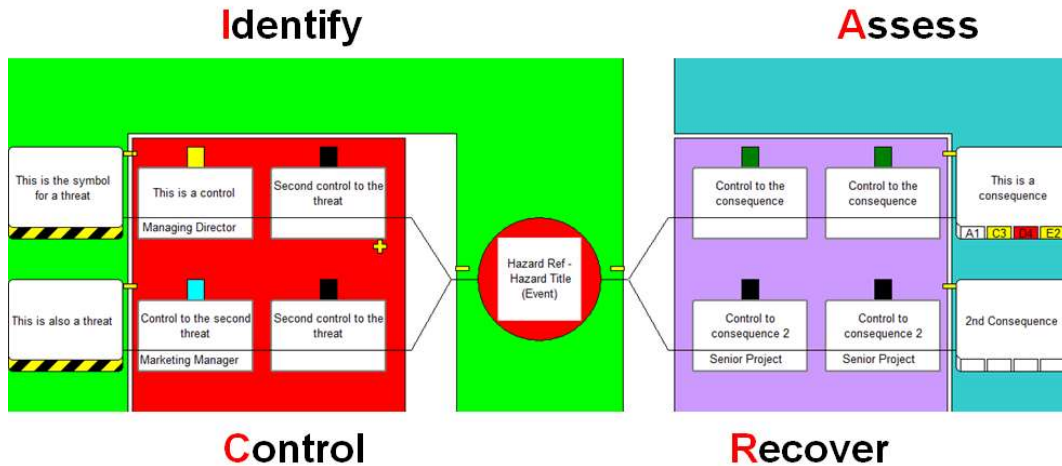 Identify
Assess
This is the symbol
for a threat
This is a control
Managing Director
Second control to the
threat
Hazard Ref -
Hazard Title
(Event)
Control to the
consequence
Control to the
consequence
This is a
consequence
A1 C3 D4 E2
This is also a threat
Control to the second
threat
Marketing Manager
Second control to the
threat
Control to
consequence 2
Senior Project
Control to
consequence 2
Senior Project
2nd Consequence
Control
Recover